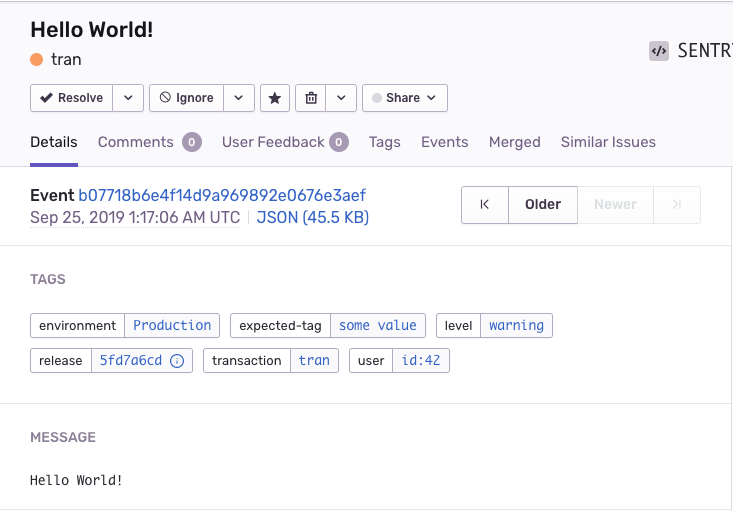 Hello World!
tran
</> SENTR
Resolve Ignore Share
Details Comments 0 User Feedback 0 Tags Events Merged Similar Issues
Event b07718b6e4f14d9a969892e0676e3aef
Sep 25, 2019 1:17:06 AM UTC JSON (45.5 KB)
Older Newer
TAGS
environment Production expected-tag some value level warning
release 5fd7a6cd transaction tran user id:42
MESSAGE
Hello World!